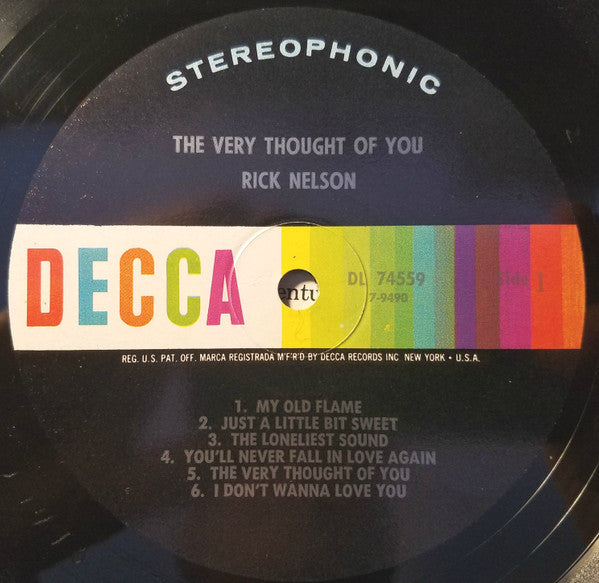 STEREOPHONIC
THE VERY THOUGHT OF YOU
RICK NELSON
DECCA
DL 74559
Side 1
7-9490
entu
REG. U.S. PAT. OFF. MARCA REGISTRADA M'F'R'D BY DECCA RECORDS INC NEW YORK • U.S.A.
1. MY OLD FLAME
2. JUST A LITTLE BIT SWEET
3. THE LONELIEST SOUND
4. YOU'LL NEVER FALL IN LOVE AGAIN
5. THE VERY THOUGHT OF YOU
6. I DON'T WANNA LOVE YOU